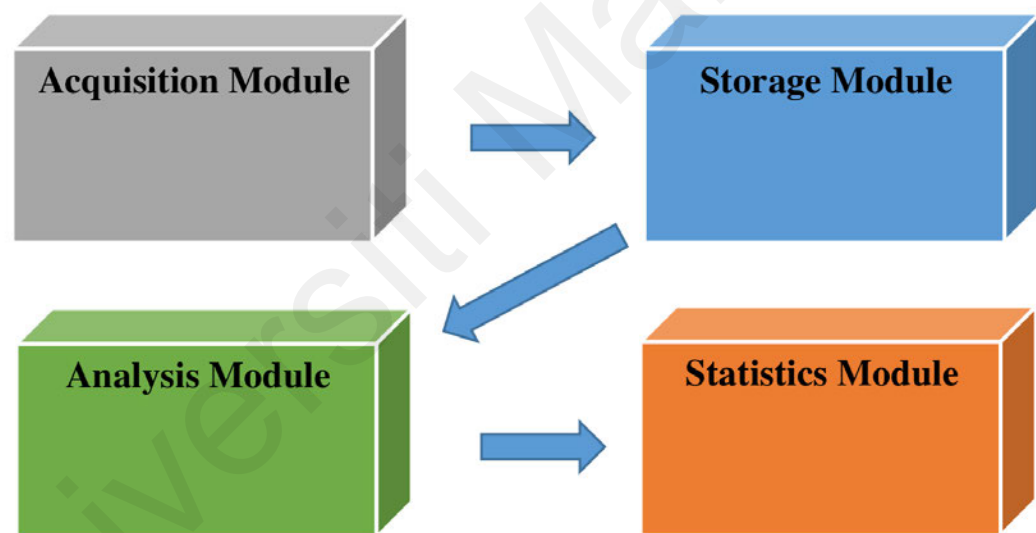 Acquisition Module
Storage Module
Analysis Module
Statistics Module